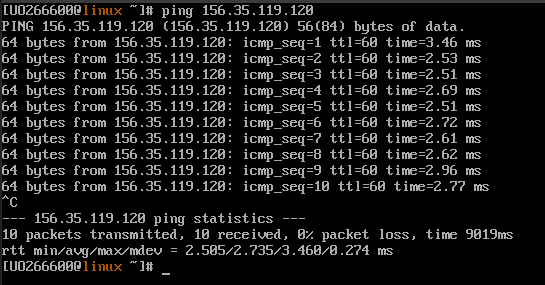 [UO266600@linux ~]# ping 156.35.119.120
PING 156.35.119.120 (156.35.119.120) 56(84) bytes of data.
64 bytes from 156.35.119.120: icmp_seq=1 ttl=60 time=3.46 ms
64 bytes from 156.35.119.120: icmp_seq=2 ttl=60 time=2.53 ms
64 bytes from 156.35.119.120: icmp_seq=3 ttl=60 time=2.51 ms
64 bytes from 156.35.119.120: icmp_seq=4 ttl=60 time=2.69 ms
64 bytes from 156.35.119.120: icmp_seq=5 ttl=60 time=2.51 ms
64 bytes from 156.35.119.120: icmp_seq=6 ttl=60 time=2.72 ms
64 bytes from 156.35.119.120: icmp_seq=7 ttl=60 time=2.61 ms
64 bytes from 156.35.119.120: icmp_seq=8 ttl=60 time=2.62 ms
64 bytes from 156.35.119.120: icmp_seq=9 ttl=60 time=2.96 ms
64 bytes from 156.35.119.120: icmp_seq=10 ttl=60 time=2.77 ms
^C
--- 156.35.119.120 ping statistics ---
10 packets transmitted, 10 received, 0% packet loss, time 9019ms
rtt min/avg/max/mdev = 2.505/2.735/3.460/0.274 ms
[UO266600@linux ~]# _